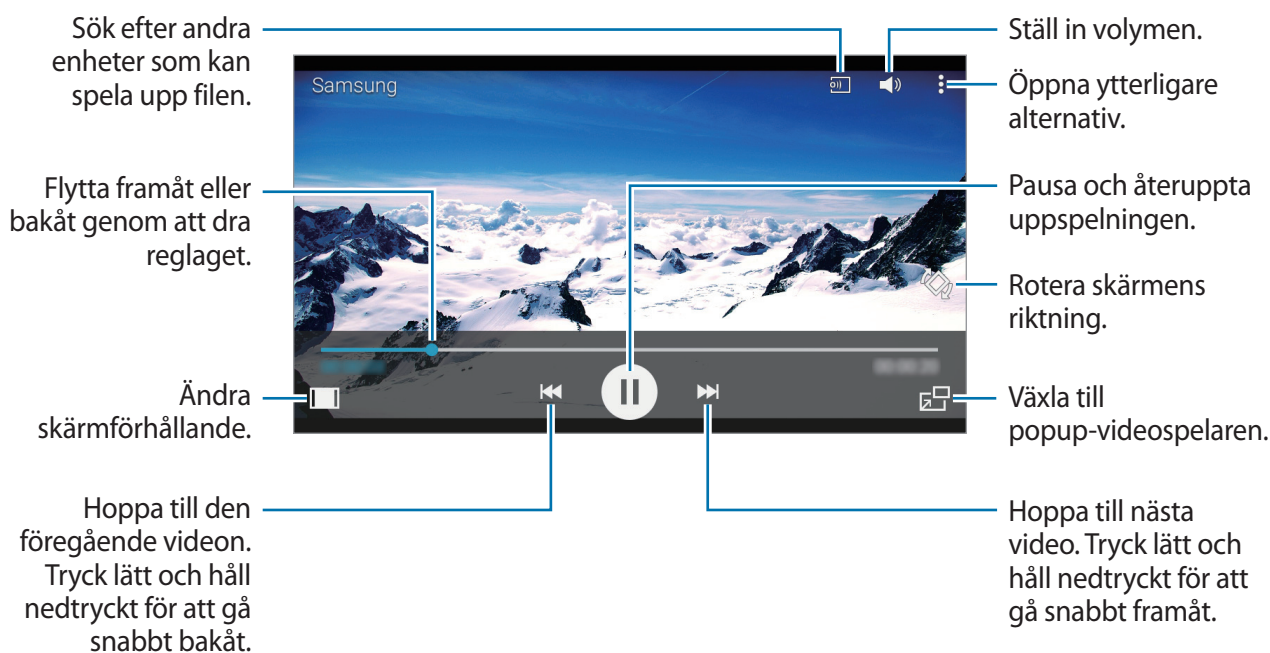 Sök efter andra
enheter som kan
spela upp filen.
Flytta framåt eller
bakåt genom att dra
reglaget.
Ändra
skärmförhållande.
Hoppa till den
föregående videon.
Tryck lätt och håll
nedtryckt för att gå
snabbt bakåt.
Samsung
Ställ in volymen.
Öppna ytterligare
alternativ.
Pausa och återuppta
uppspelningen.
Rotera skärmens
riktning.
Växla till
popup-videospelaren.
Hoppa till nästa
video. Tryck lätt och
håll nedtryckt för att
gå snabbt framåt.